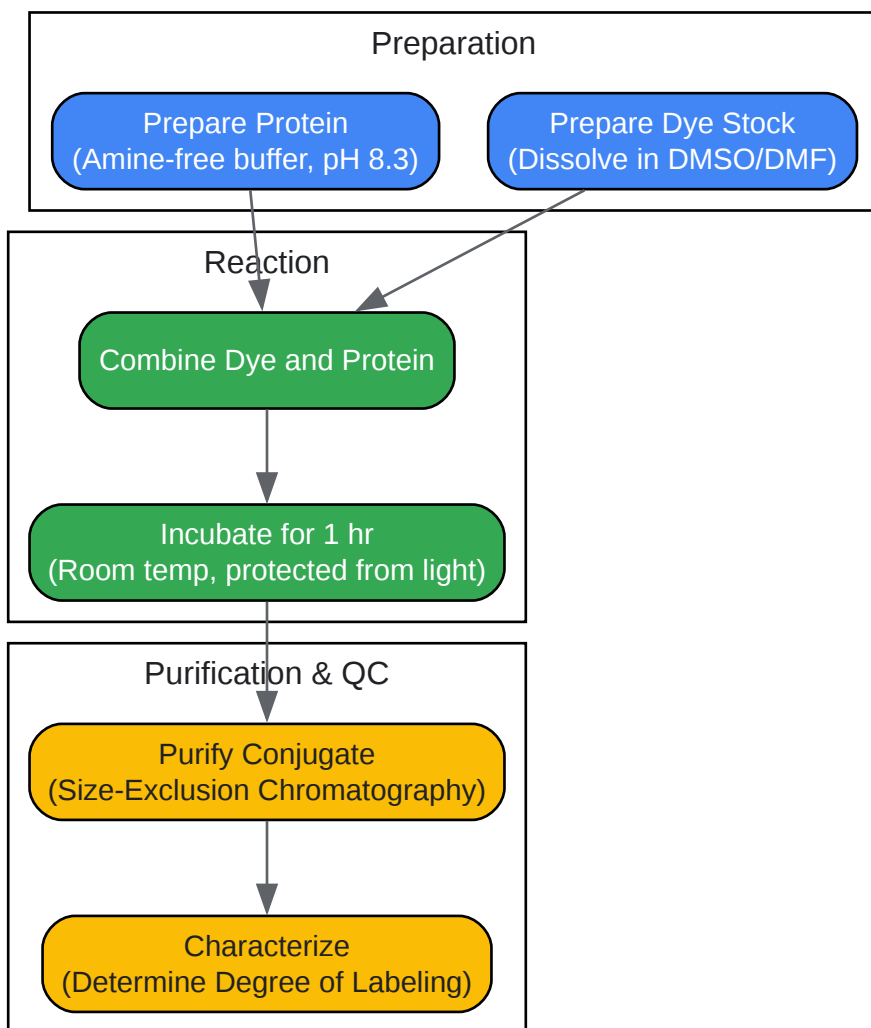 Preparation
Prepare Protein
(Amine-free buffer, pH 8.3)
Prepare Dye Stock
(Dissolve in DMSO/DMF)
Reaction
Combine Dye and Protein
Incubate for 1 hr
(Room temp, protected from light)
Purification & QC
Purify Conjugate
(Size-Exclusion Chromatography)
Characterize
(Determine Degree of Labeling)